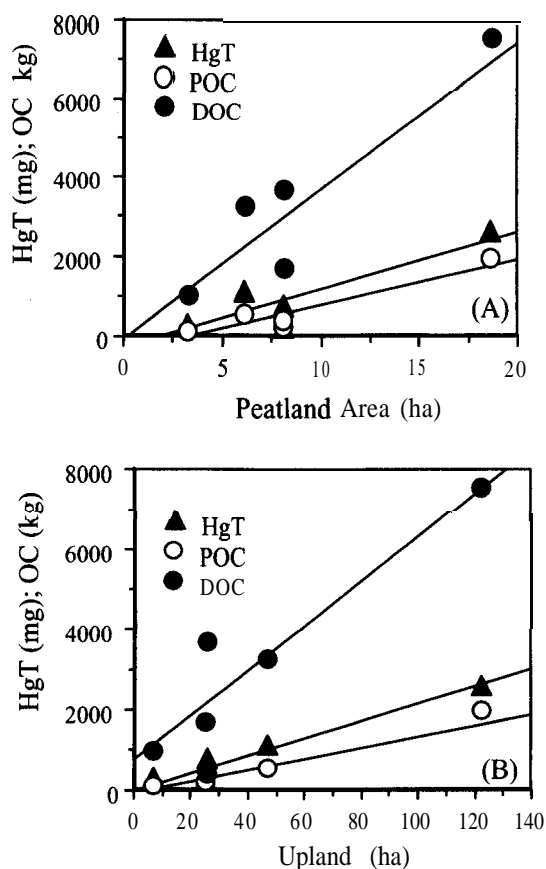 8000
6000
4000
2000
0
HgT (mg); OC kg)
HgT
POC
DOC
(A)
0 5 10 15 20
Peatland Area (ha)
8000
6000
4000
2000
0
HgT (mg); OC (kg)
HgT
POC
DOC
(B)
0 20 40 60 80 100 120 140
Upland (ha)